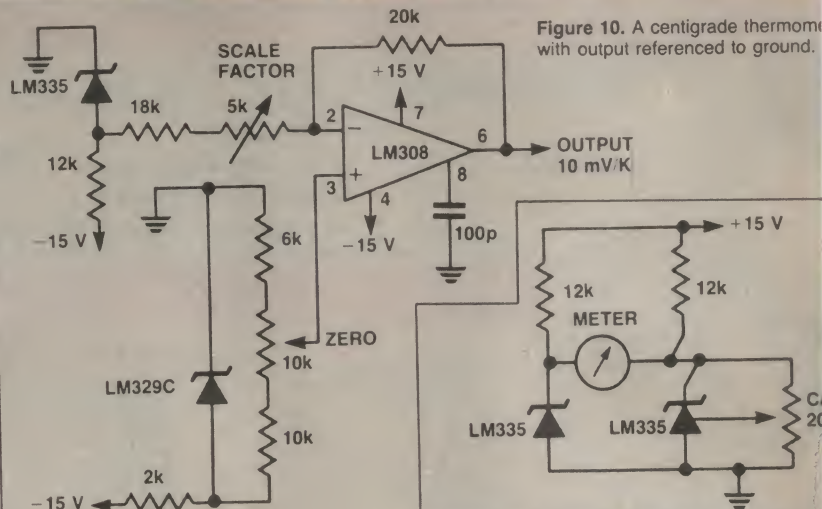 Figure 10. A centigrade
with output referenced to ground.
LM335
SCALE
FACTOR
20k
+15 V
18k
5k
2
7
−
LM308
6
OUTPUT
10 mV/K
12k
+
3
4
8
−15 V
−15 V
100p
6k
ZERO
10k
LM329C
10k
2k
−15 V
+15 V
12k
12k
METER
LM335
LM335